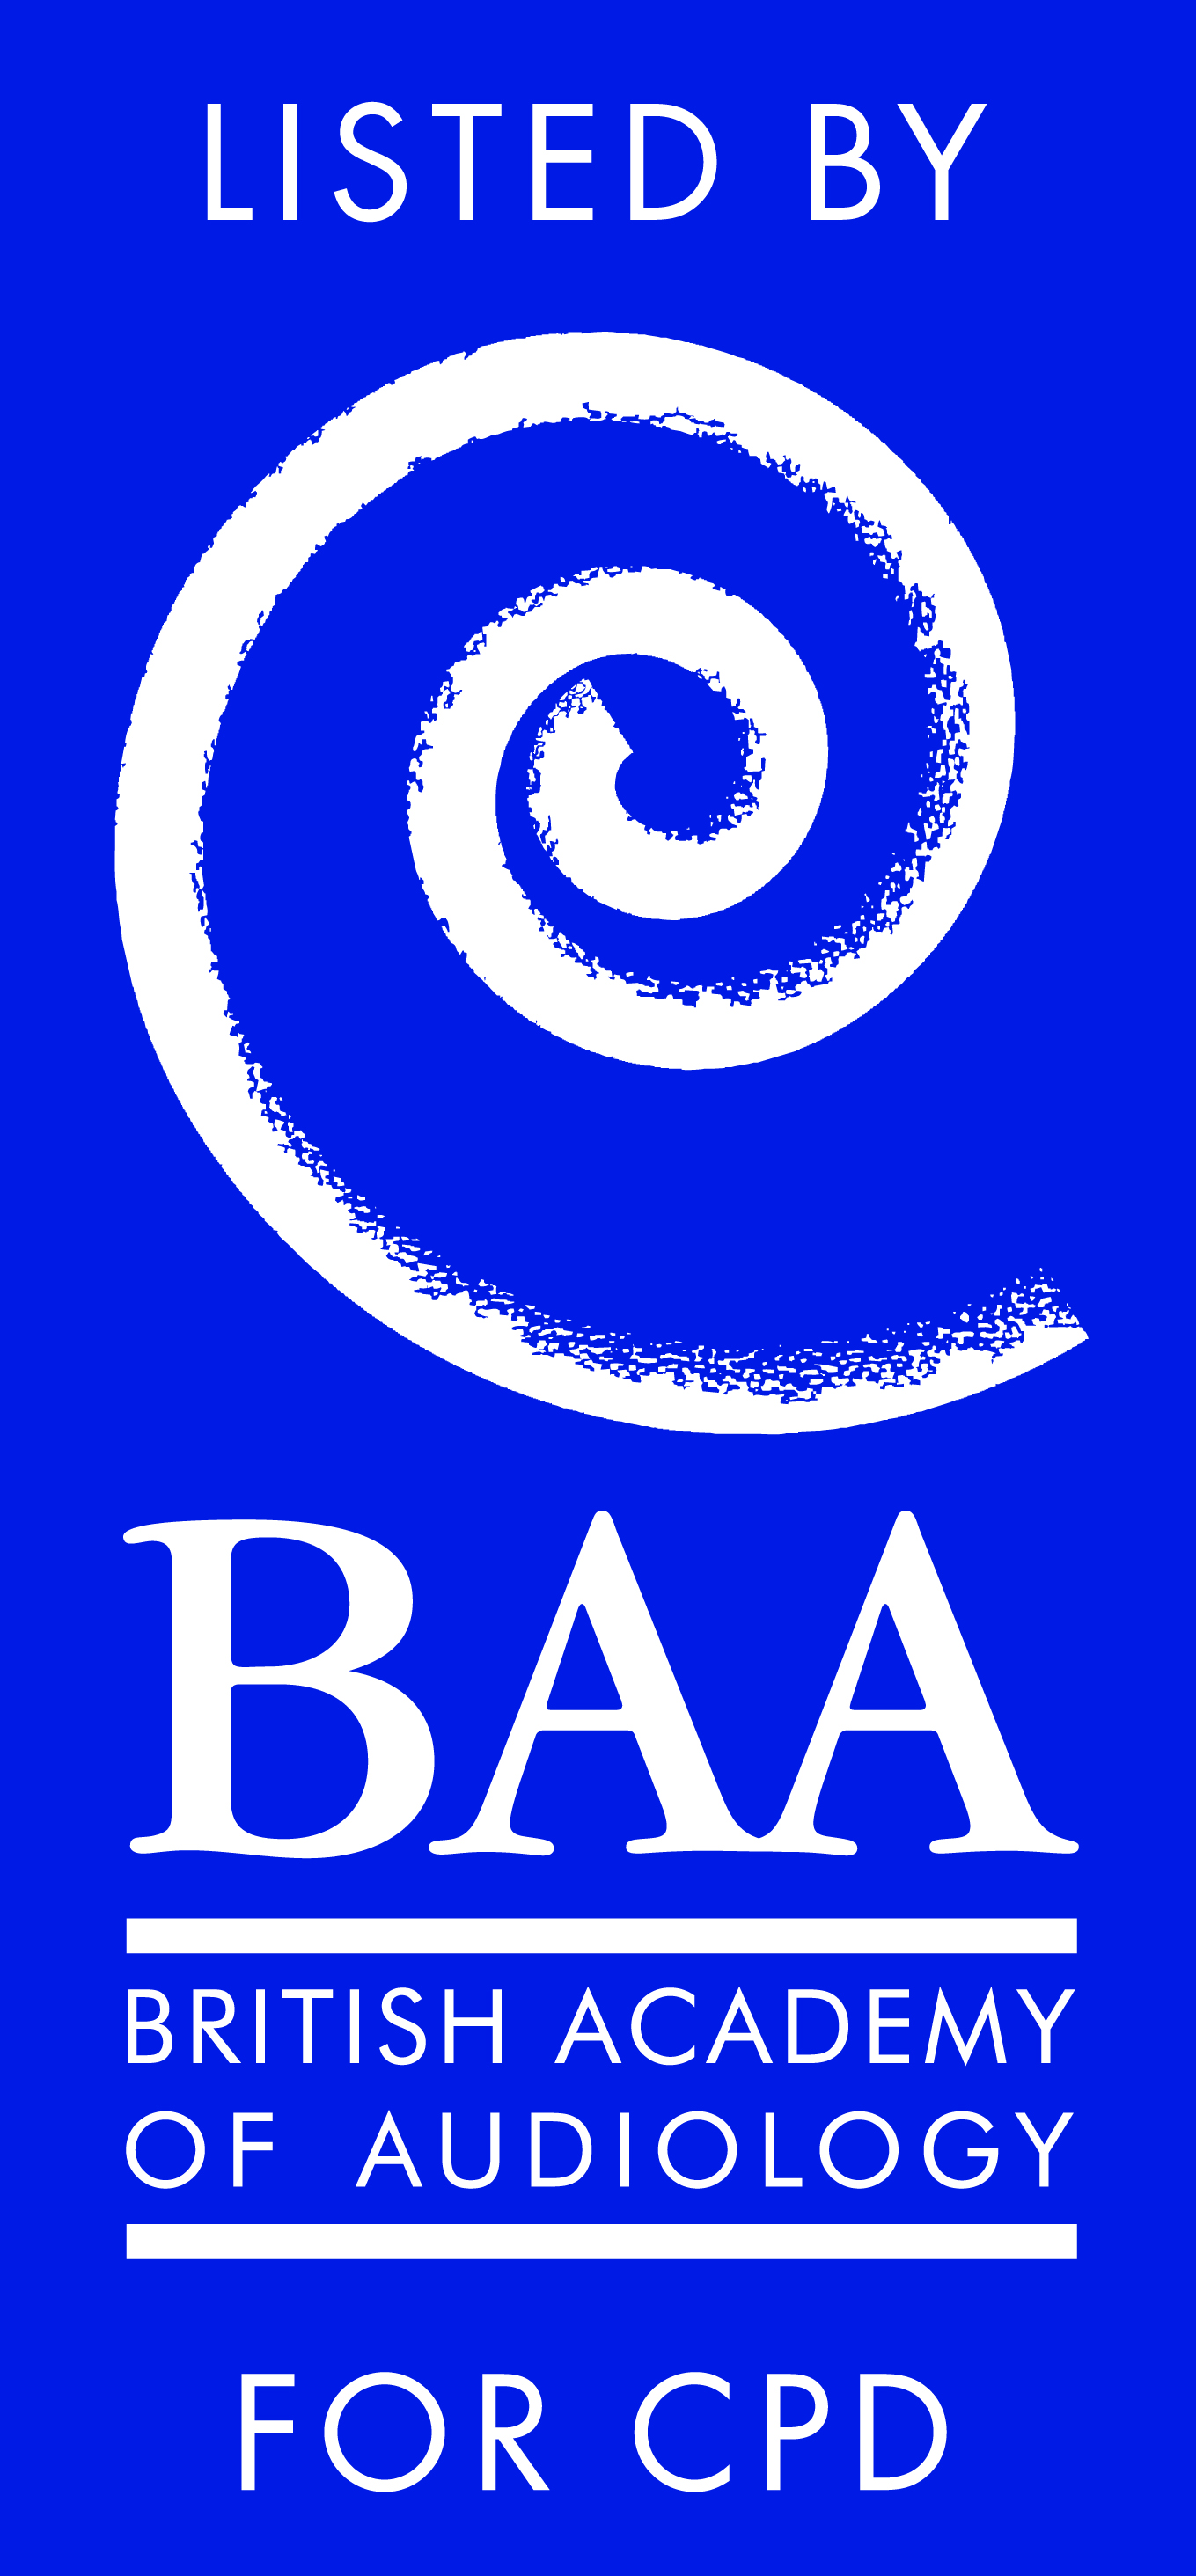 LISTED BY
BAA
BRITISH ACADEMY
OF AUDIOLOGY
FOR CPD